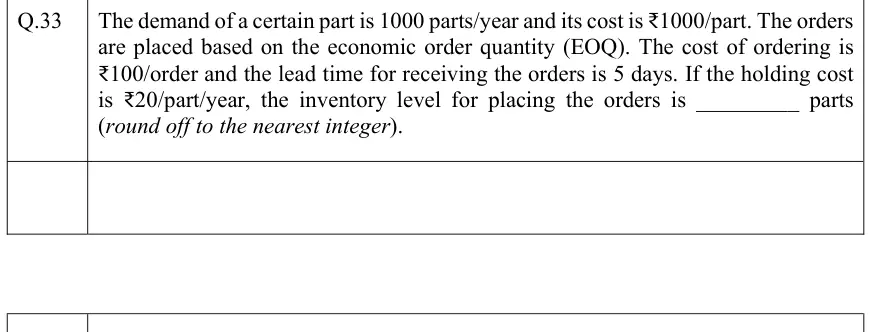 Q.33 The demand of a certain part is 1000 parts/year and its cost is ₹1000/part. The orders
are placed based on the economic order quantity (EOQ). The cost of ordering is
₹100/order and the lead time for receiving the orders is 5 days. If the holding cost
is ₹20/part/year, the inventory level for placing the orders is _________ parts
(round off to the nearest integer).